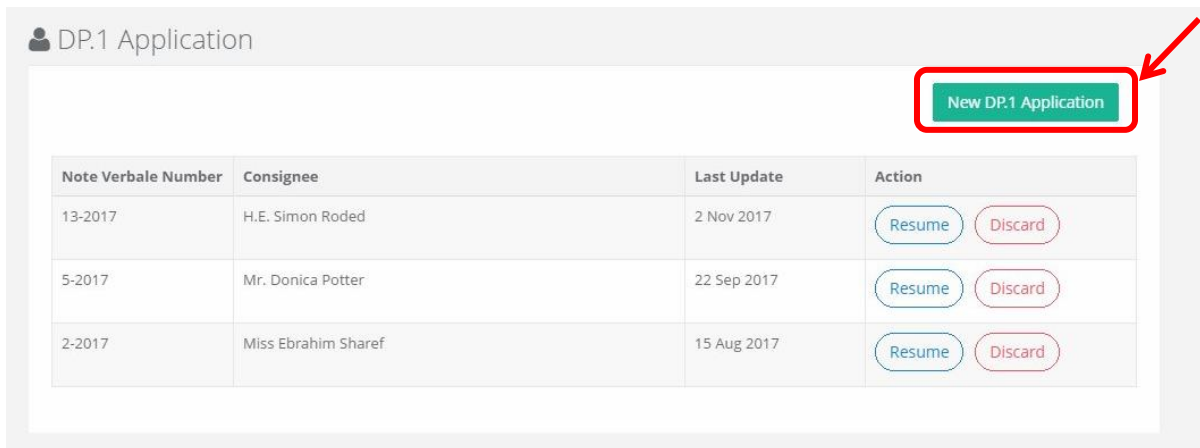 DP.1 Application
New DP.1 Application
Note Verbale Number Consignee Last Update Action
13-2017 H.E. Simon Roded 2 Nov 2017 Resume Discard
5-2017 Mr. Donica Potter 22 Sep 2017 Resume Discard
2-2017 Miss Ebrahim Sharef 15 Aug 2017 Resume Discard